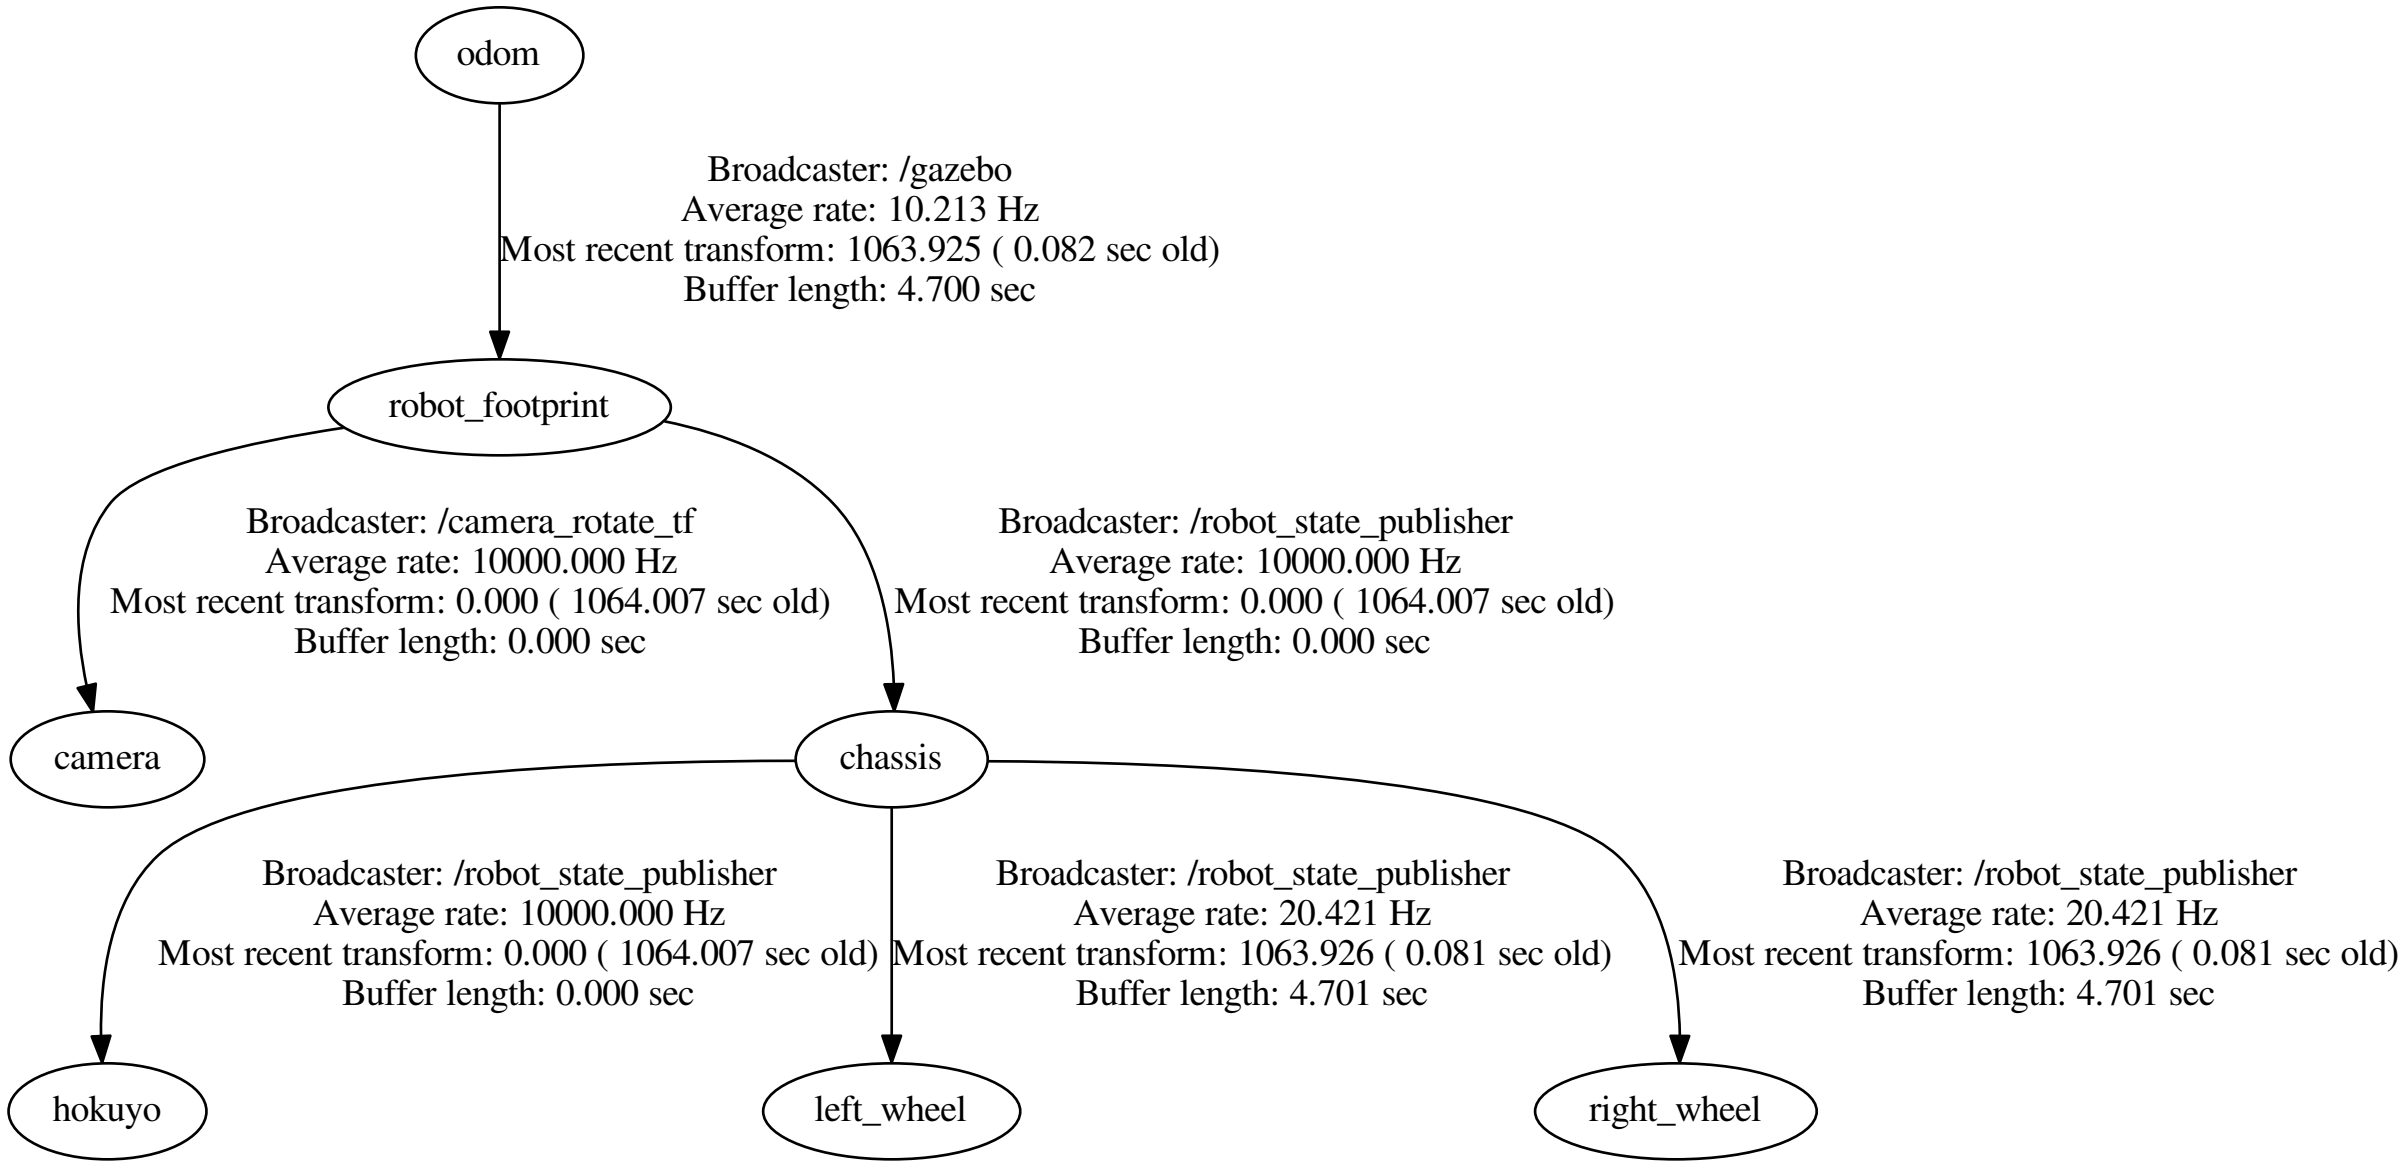 odom
Broadcaster: /gazebo
Average rate: 10.213 Hz
Most recent transform: 1063.925 ( 0.082 sec old)
Buffer length: 4.700 sec
robot_footprint
Broadcaster: /camera_rotate_tf
Average rate: 10000.000 Hz
Most recent transform: 0.000 ( 1064.007 sec old)
Buffer length: 0.000 sec
Broadcaster: /robot_state_publisher
Average rate: 10000.000 Hz
Most recent transform: 0.000 ( 1064.007 sec old)
Buffer length: 0.000 sec
camera
chassis
Broadcaster: /robot_state_publisher
Average rate: 10000.000 Hz
Most recent transform: 0.000 ( 1064.007 sec old)
Buffer length: 0.000 sec
Broadcaster: /robot_state_publisher
Average rate: 20.421 Hz
Most recent transform: 1063.926 ( 0.081 sec old)
Buffer length: 4.701 sec
Broadcaster: /robot_state_publisher
Average rate: 20.421 Hz
Most recent transform: 1063.926 ( 0.081 sec old)
Buffer length: 4.701 sec
hokuyo
left_wheel
right_wheel